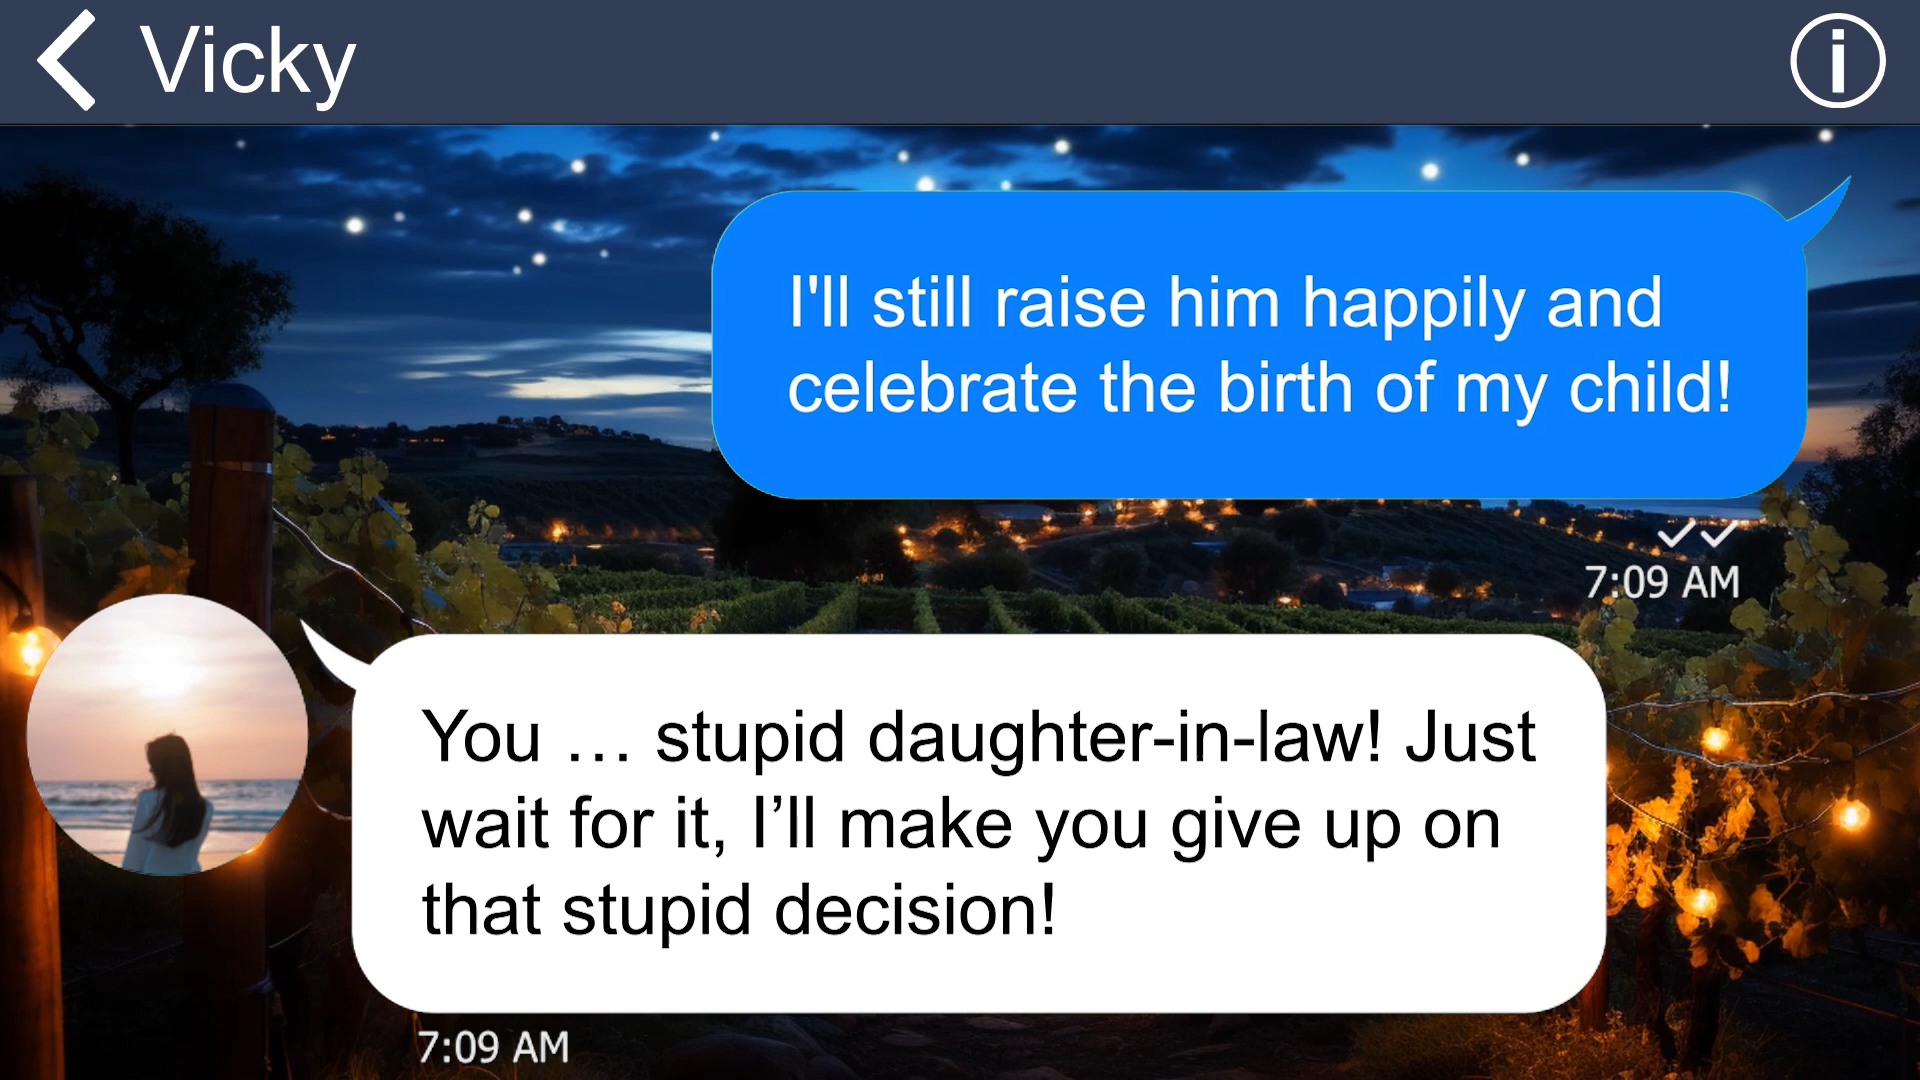 Vicky
I'll still raise him happily and
celebrate the birth of my child!
7:09 AM
You … stupid daughter-in-law! Just
wait for it, I’ll make you give up on
that stupid decision!
7:09 AM